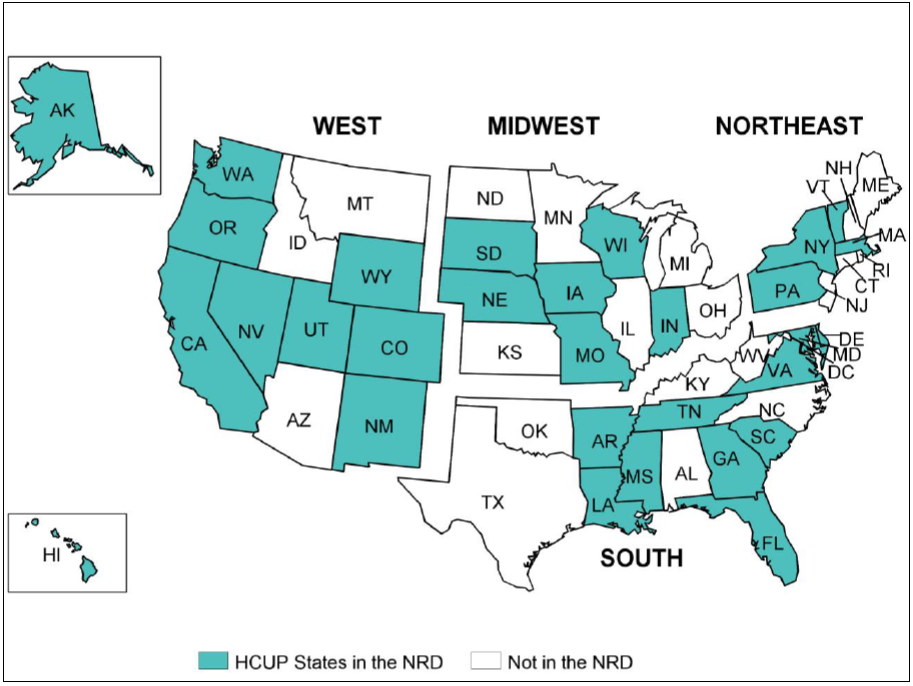 AK
WEST MIDWEST NORTHEAST
WA
MT
ND
MN
NH
VT
ME
OR
ID
WY
SD
WI
MI
NY
MA
RI
CT
NE
IA
PA
NJ
CA
NV
UT
CO
KS
MO
IL
IN
OH
DE
MD
DC
WV
VA
KY
AZ
NM
OK
AR
TN
NC
SC
TX
LA
MS
AL
GA
FL
HI
SOUTH
HCUP States in the NRD Not in the NRD